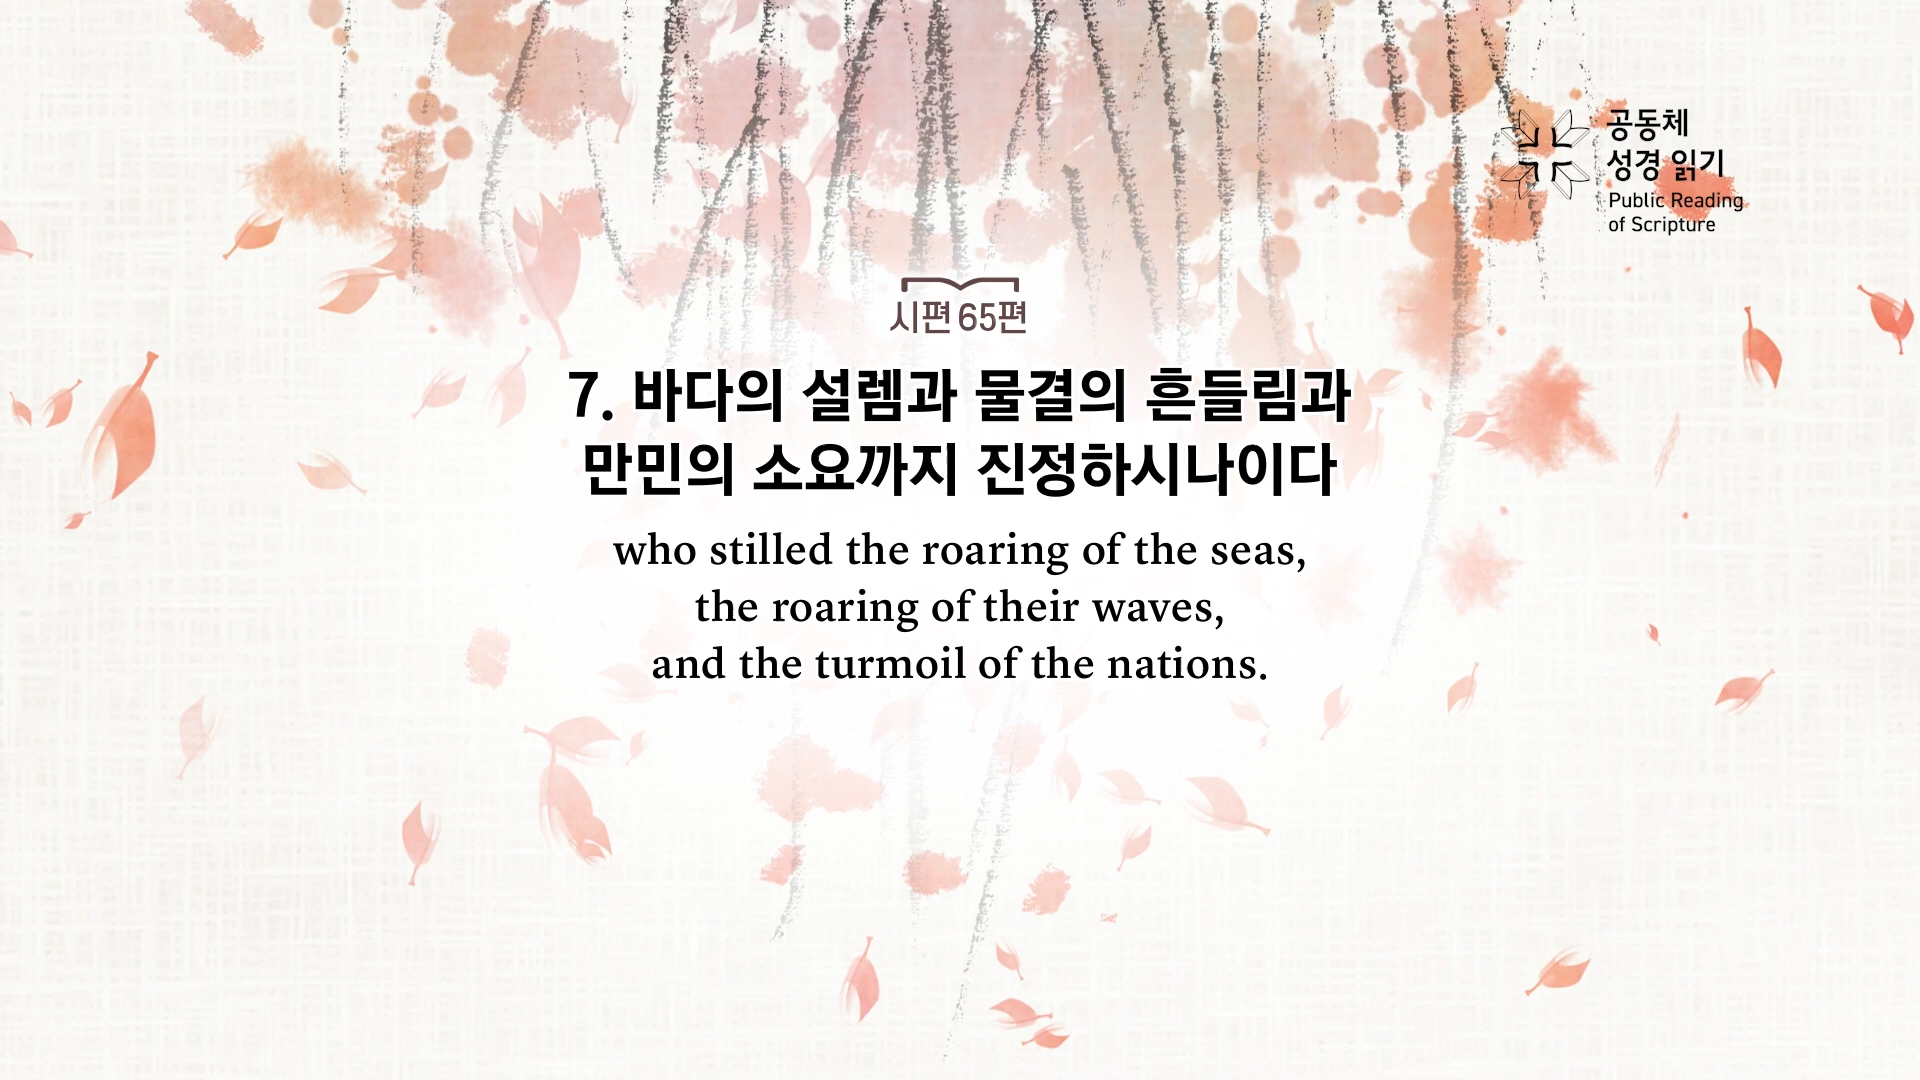 공동체
성경 읽기
Public Reading
of Scripture
시편 65편
7. 바다의 설렘과 물결의 흔들림과
만민의 소요까지 진정하시나이다
who stilled the roaring of the seas,
the roaring of their waves,
and the turmoil of the nations.